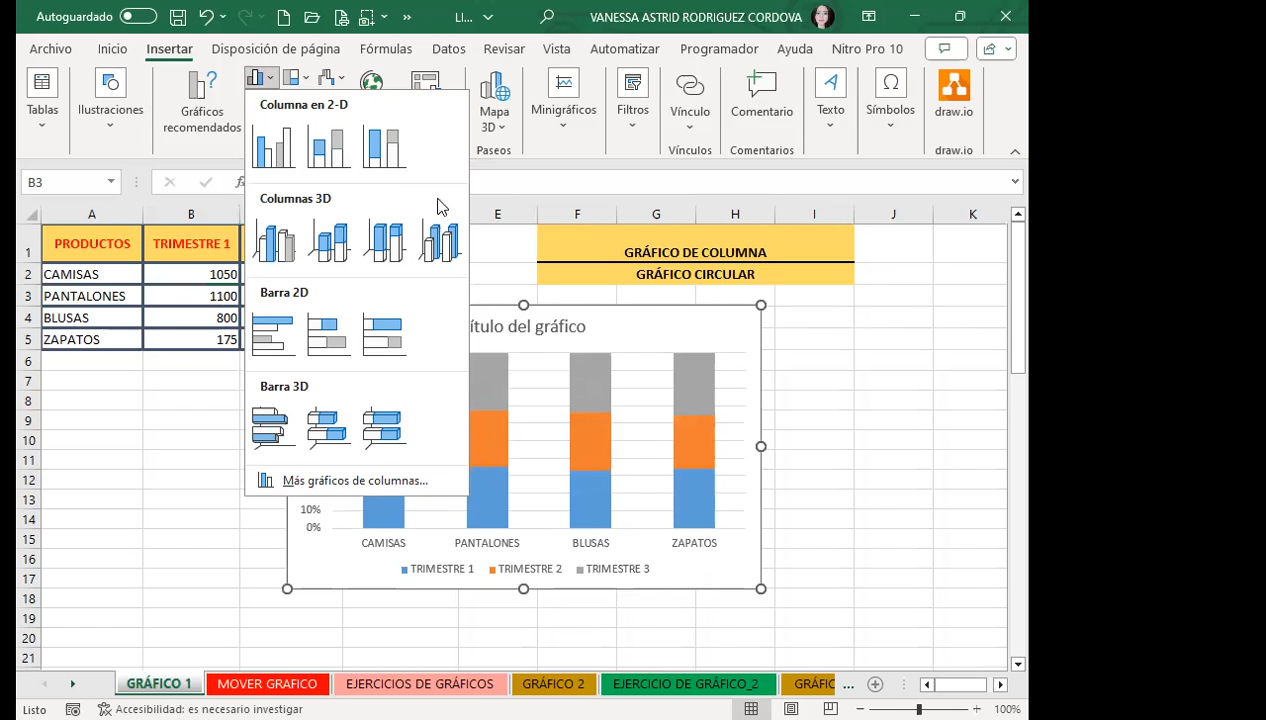 Autoguardado
LI...
VANESSA ASTRID RODRIGUEZ CORDOVA
Archivo
Inicio
Insertar
Disposición de página
Fórmulas
Datos
Revisar
Vista
Automatizar
Programador
Ayuda
Nitro Pro 10
Tablas
Ilustraciones
Gráficos recomendados
Mapa 3D
Minigráficos
Filtros
Vínculo
Comentario
Texto
Símbolos
draw.io
Paseos
Vínculos
Comentarios
draw.io
Columna en 2-D
Columnas 3D
Barra 2D
Barra 3D
Más gráficos de columnas...
B3
A B E F G H I J K
1 PRODUCTOS TRIMESTRE 1 GRÁFICO DE COLUMNA
2 CAMISAS 1050 GRÁFICO CIRCULAR
3 PANTALONES 1100
4 BLUSAS 800
5 ZAPATOS 175
6
7
8
9
10
11
12
13
14
15
16
17
18
19
20
21
ítulo del gráfico
10%
0%
CAMISAS PANTALONES BLUSAS ZAPATOS
TRIMESTRE 1 TRIMESTRE 2 TRIMESTRE 3
GRÁFICO 1
MOVER GRAFICO
EJERCICIOS DE GRÁFICOS
GRÁFICO 2
EJERCICIO DE GRÁFICO_2
GRÁFIC
...
Listo
Accesibilidad: es necesario investigar
100%